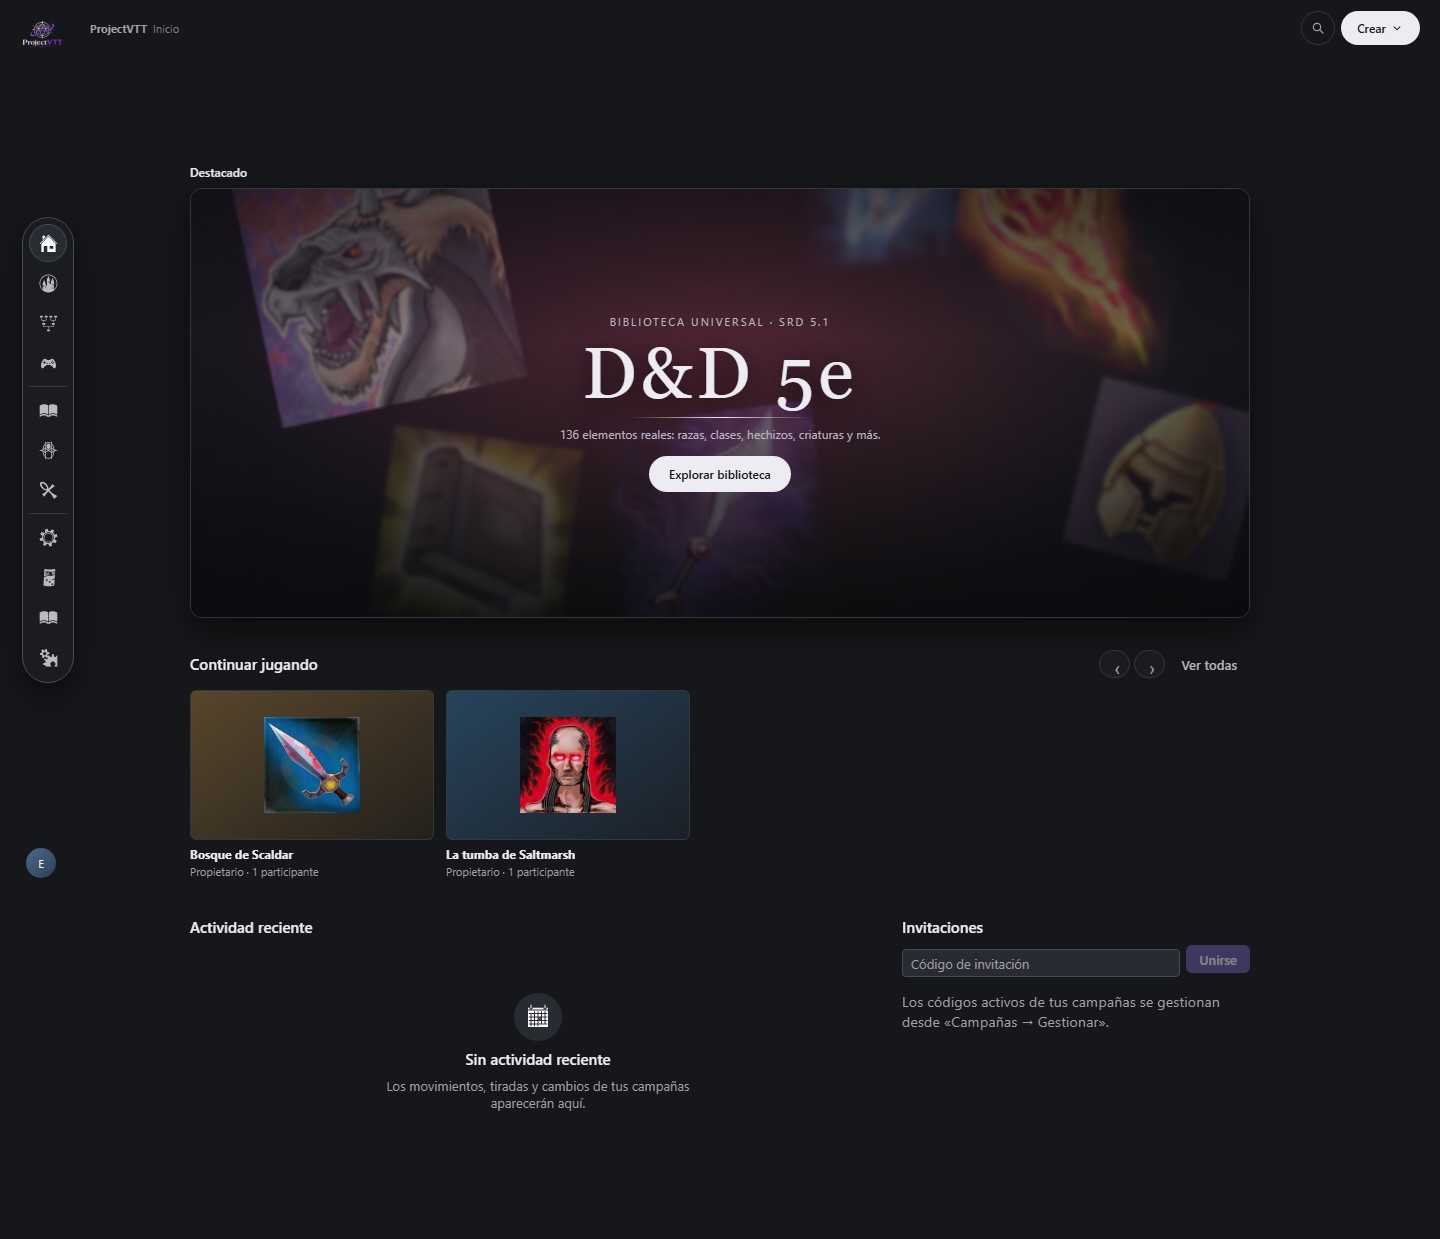 ProjectVTT
ProjectVTT Inicio
Crear
Destacado
BIBLIOTECA UNIVERSAL · SRD 5.1
D&D 5e
136 elementos reales: razas, clases, hechizos, criaturas y más.
Explorar biblioteca
Continuar jugando
‹ › Ver todas
Bosque de Scaldar
Propietario · 1 participante
La tumba de Saltmarsh
Propietario · 1 participante
E
Actividad reciente
Sin actividad reciente
Los movimientos, tiradas y cambios de tus campañas
aparecerán aquí.
Invitaciones
Código de invitación
Unirse
Los códigos activos de tus campañas se gestionan
desde «Campañas → Gestionar».